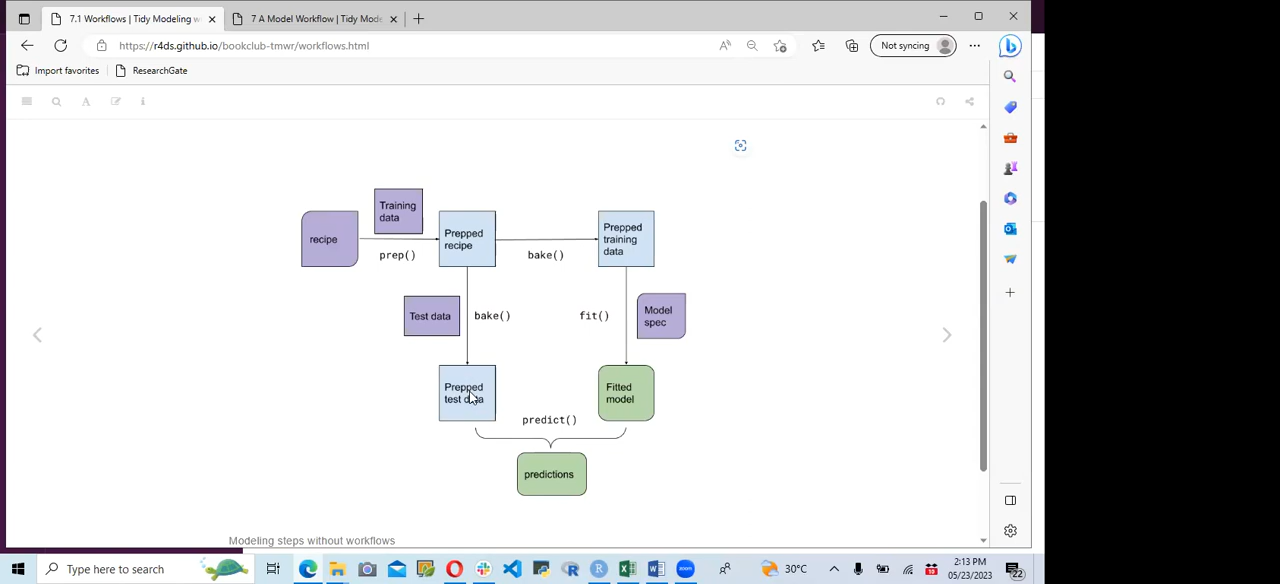 7.1 Workflows | Tidy Modeling w
7 A Model Workflow | Tidy Mode
https://r4ds.github.io/bookclub-tmwr/workflows.html
Not syncing
Import favorites
ResearchGate
Training
data
recipe
prep()
Prepped
recipe
bake()
Prepped
training
data
Test data
bake()
fit()
Model
spec
Prepped
test data
Fitted
model
predict()
predictions
Modeling steps without workflows
Type here to search
30°C
2:13 PM
05/23/2023
22